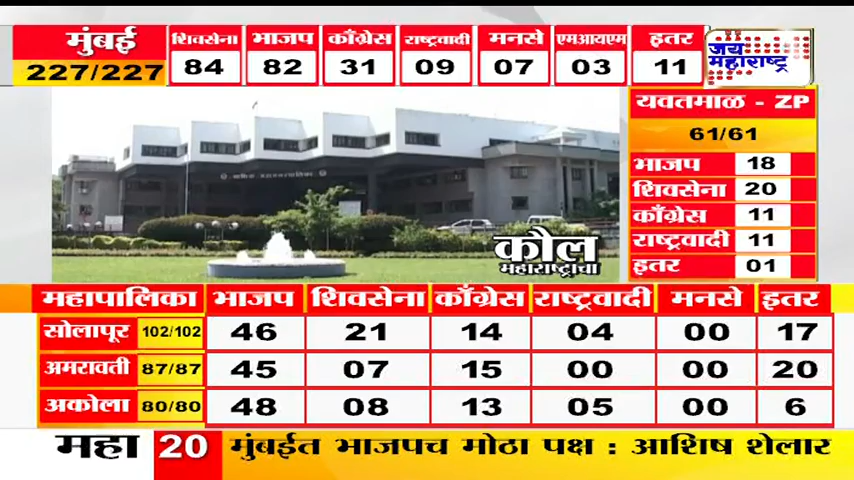 मुंबई शिवसेना भाजप काँग्रेस राष्ट्रवादी मनसे एमआयएम इतर
227/227 84 82 31 09 07 03 11
जय महाराष्ट्र
यवतमाळ - ZP
61/61
भाजप 18
शिवसेना 20
काँग्रेस 11
राष्ट्रवादी 11
इतर 01
कौल
महाराष्ट्राचा
महापालिका भाजप शिवसेना काँग्रेस राष्ट्रवादी मनसे इतर
सोलापूर 102/102 46 21 14 04 00 17
अमरावती 87/87 45 07 15 00 00 20
अकोला 80/80 48 08 13 05 00 6
महा 20 मुंबईत भाजपच मोठा पक्ष : आशिष शेलार